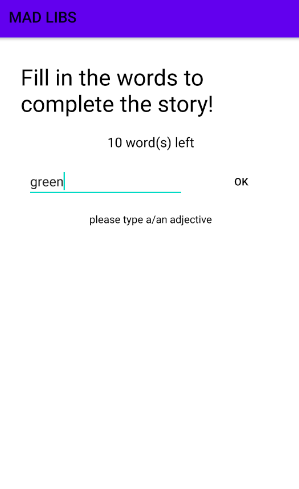 MAD LIBS
Fill in the words to
complete the story!
10 word(s) left
green
OK
please type a/an adjective